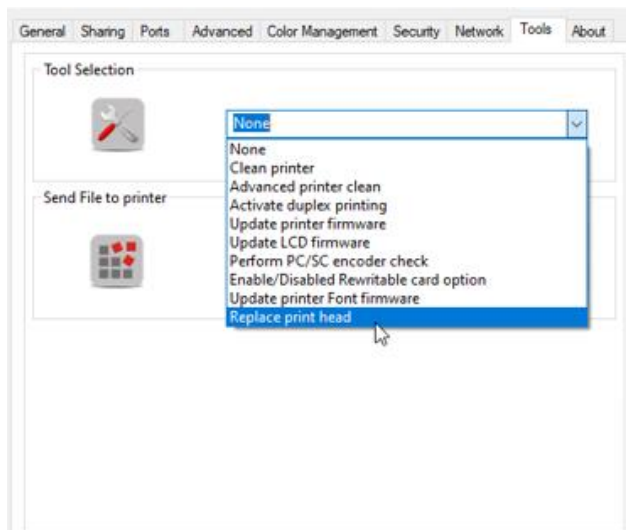 General Sharing Ports Advanced Color Management Security Network Tools About
Tool Selection
None
None
Clean printer
Advanced printer clean
Activate duplex printing
Update printer firmware
Update LCD firmware
Perform PC/SC encoder check
Enable/Disabled Rewritable card option
Update printer Font firmware
Replace print head
Send File to printer